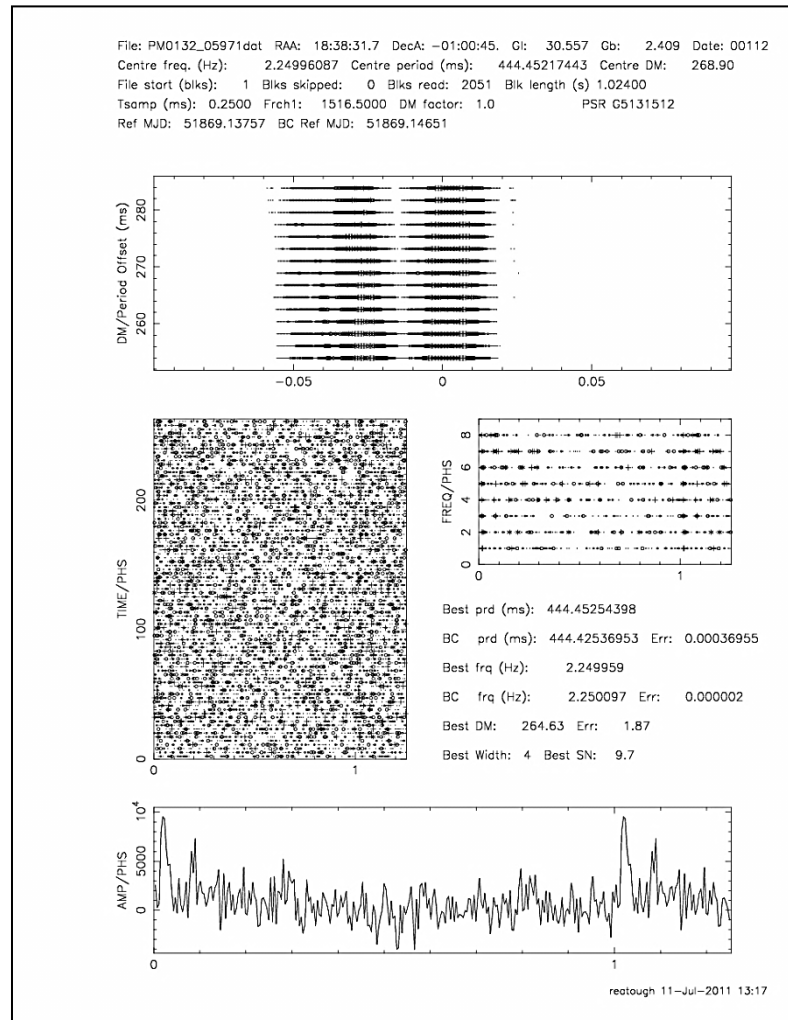 File: PM0132_05971dat RAA: 18:38:31.7 DecA: -01:00:45. Gl: 30.557 Gb: 2.409 Date: 00112
Centre freq. (Hz): 2.24996087 Centre period (ms): 444.45217443 Centre DM: 268.90
File start (blks): 1 Blks skipped: 0 Blks read: 2051 Blk length (s) 1.02400
Tsamp (ms): 0.2500 Frch1: 1516.5000 DM factor: 1.0 PSR G5131512
Ref MJD: 51869.13757 BC Ref MJD: 51869.14651
DM/Period Offset (ms)
280
270
260
-0.05 0 0.05
TIME/PHS
200
100
0
0 1
FREQ/PHS
8
6
4
2
0
0 1
Best prd (ms): 444.45254398
BC prd (ms): 444.42536953 Err: 0.00036955
Best frq (Hz): 2.249959
BC frq (Hz): 2.250097 Err: 0.000002
Best DM: 264.63 Err: 1.87
Best Width: 4 Best SN: 9.7
AMP/PHS
10⁴
5000
0
0 1
reatough 11-Jul-2011 13:17